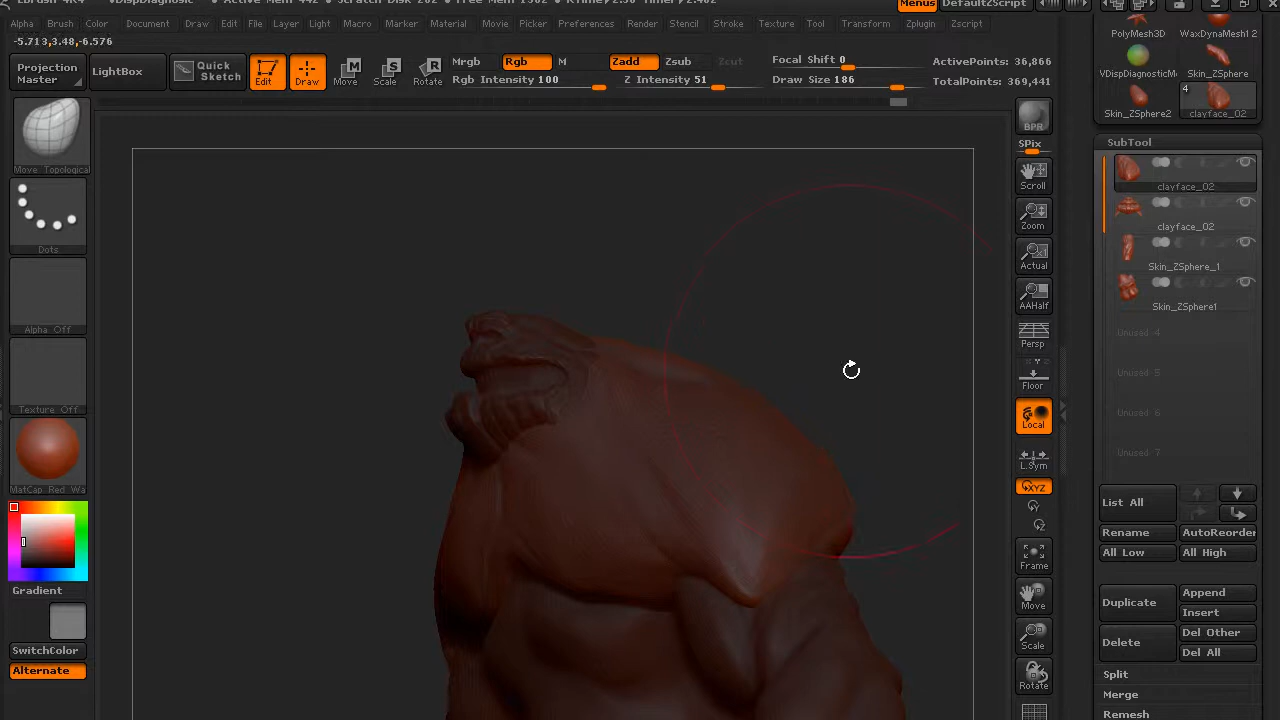 ZBrush 4R4 •VDispDiagnostic • Active Mem 442 • Scratch Disk 202 • Free Mem 1302 • RTime▸2.36 Timer▸2.402 Menus DefaultZScript
Alpha Brush Color Document Draw Edit File Layer Light Macro Marker Material Movie Picker Preferences Render Stencil Stroke Texture Tool Transform Zplugin Zscript
-5.713,3.48,-6.576
Projection Master
LightBox
Quick Sketch
Edit Draw Move Scale Rotate
Mrgb Rgb M Zadd Zsub Zcut
Rgb Intensity 100 Z Intensity 51
Focal Shift 0
Draw Size 186
ActivePoints: 36,866
TotalPoints: 369,441
Move Topologica
Dots
Alpha Off
Texture Off
MatCap Red Wa
Gradient
SwitchColor
Alternate
BPR
SPix
Scroll
Zoom
Actual
AAHalf
Persp
Floor
Local
L.Sym
XYZ
Y
Z
Frame
Move
Scale
Rotate
PolyMesh3D WaxDynaMesh12
VDispDiagnosticM Skin_ZSphere
4
Skin_ZSphere2 clayface_02
SubTool
clayface_02
clayface_02
Skin_ZSphere_1
Skin_ZSphere1
Unused 4
Unused 5
Unused 6
Unused 7
List All
Rename AutoReorder
All Low All High
Duplicate Append
Insert
Delete Del Other
Del All
Split
Merge
Remesh